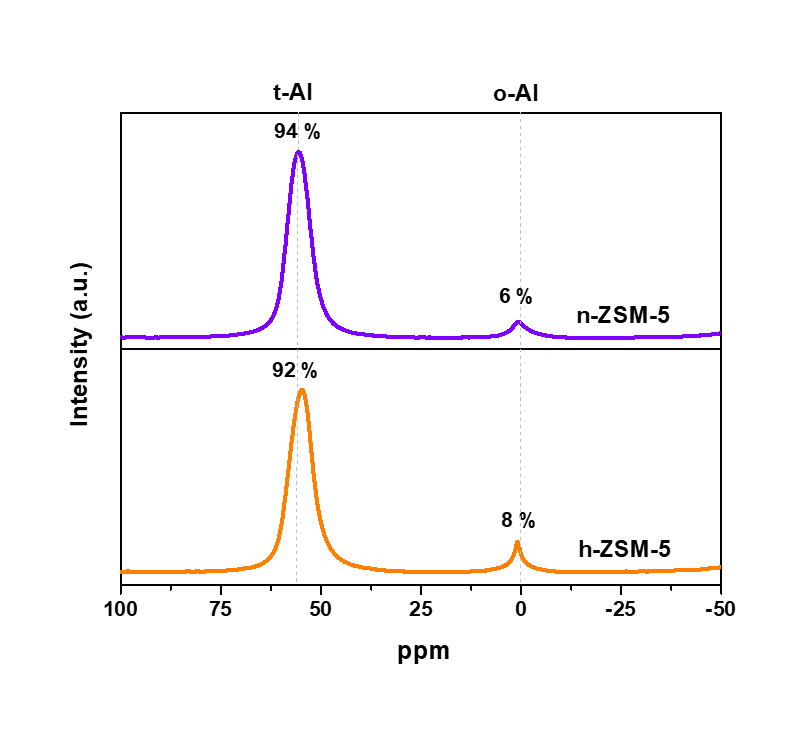 t-Al
o-Al
94 %
6 %
n-ZSM-5
92 %
8 %
h-ZSM-5
Intensity (a.u.)
100
75
50
25
0
-25
-50
ppm